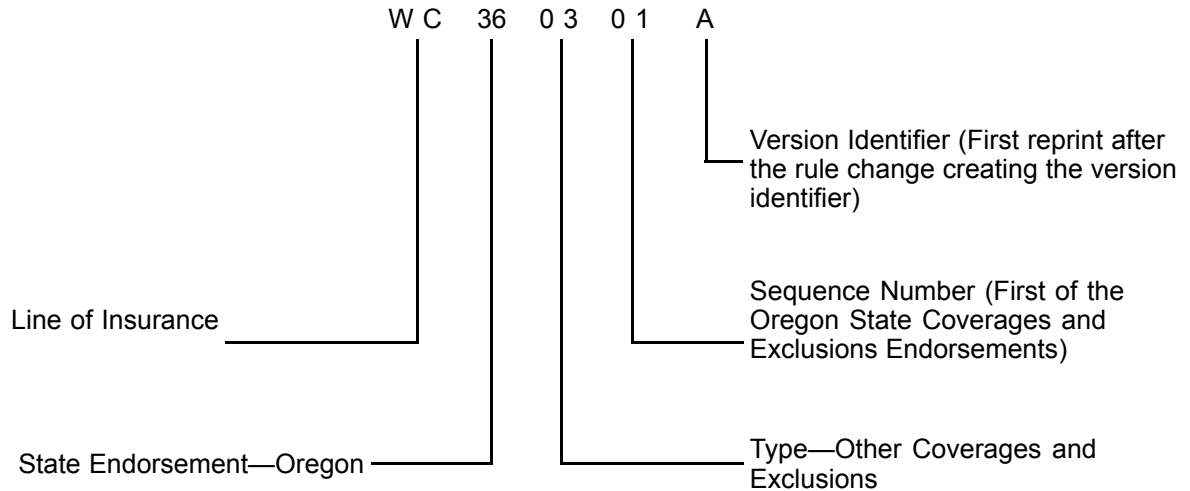 W C 36 0 3 0 1 A
Version Identifier (First reprint after
the rule change creating the version
identifier)
Line of Insurance
Sequence Number (First of the
Oregon State Coverages and
Exclusions Endorsements)
State Endorsement—Oregon
Type—Other Coverages and
Exclusions